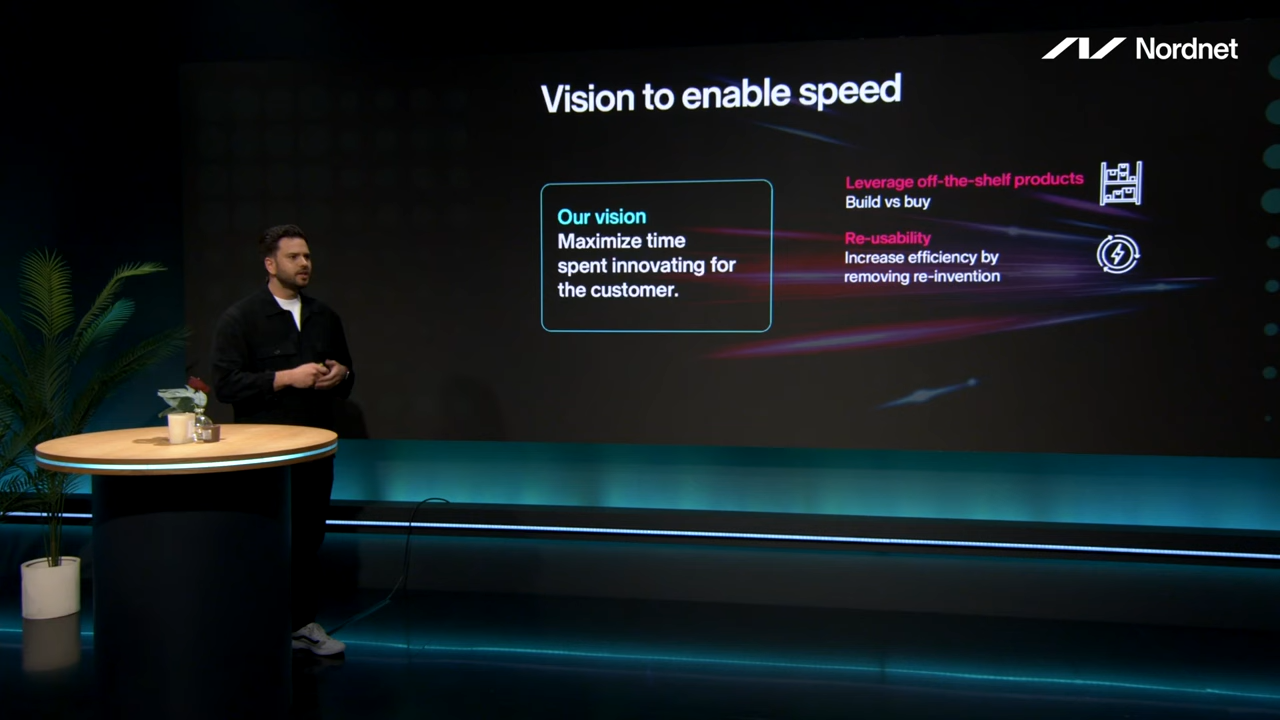 Nordnet
Vision to enable speed
Our vision
Maximize time
spent innovating for
the customer.
Leverage off-the-shelf products
Build vs buy
Re-usability
Increase efficiency by
removing re-invention